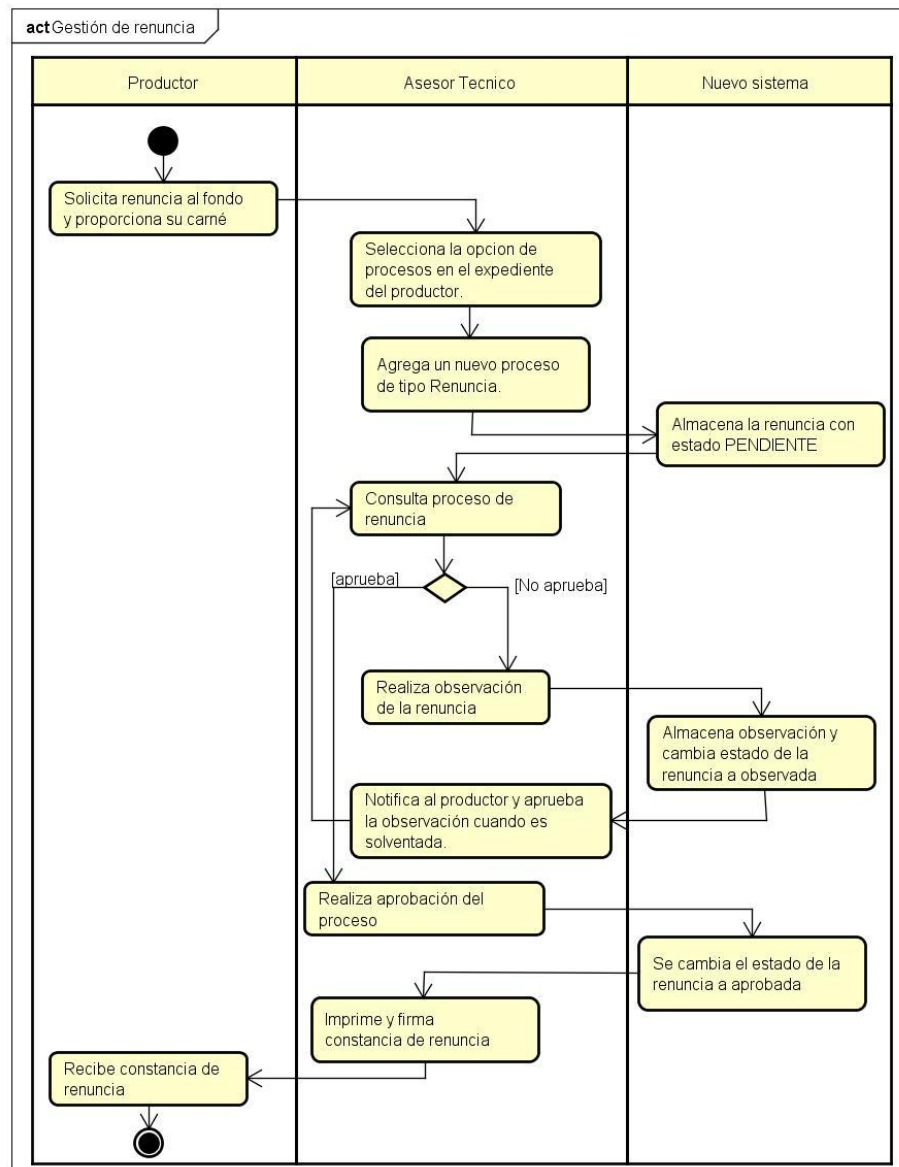 act Gestión de renuncia
Productor
Asesor Tecnico
Nuevo sistema
Solicita renuncia al fondo
y proporciona su carné
Selecciona la opcion de
procesos en el expediente
del productor.
Agrega un nuevo proceso
de tipo Renuncia.
Almacena la renuncia con
estado PENDIENTE
Consulta proceso de
renuncia
[aprueba]
[No aprueba]
Realiza observación
de la renuncia
Almacena observación y
cambia estado de la
renuncia a observada
Notifica al productor y aprueba
la observación cuando es
solventada.
Realiza aprobación del
proceso
Se cambia el estado de la
renuncia a aprobada
Imprime y firma
constancia de renuncia
Recibe constancia de
renuncia